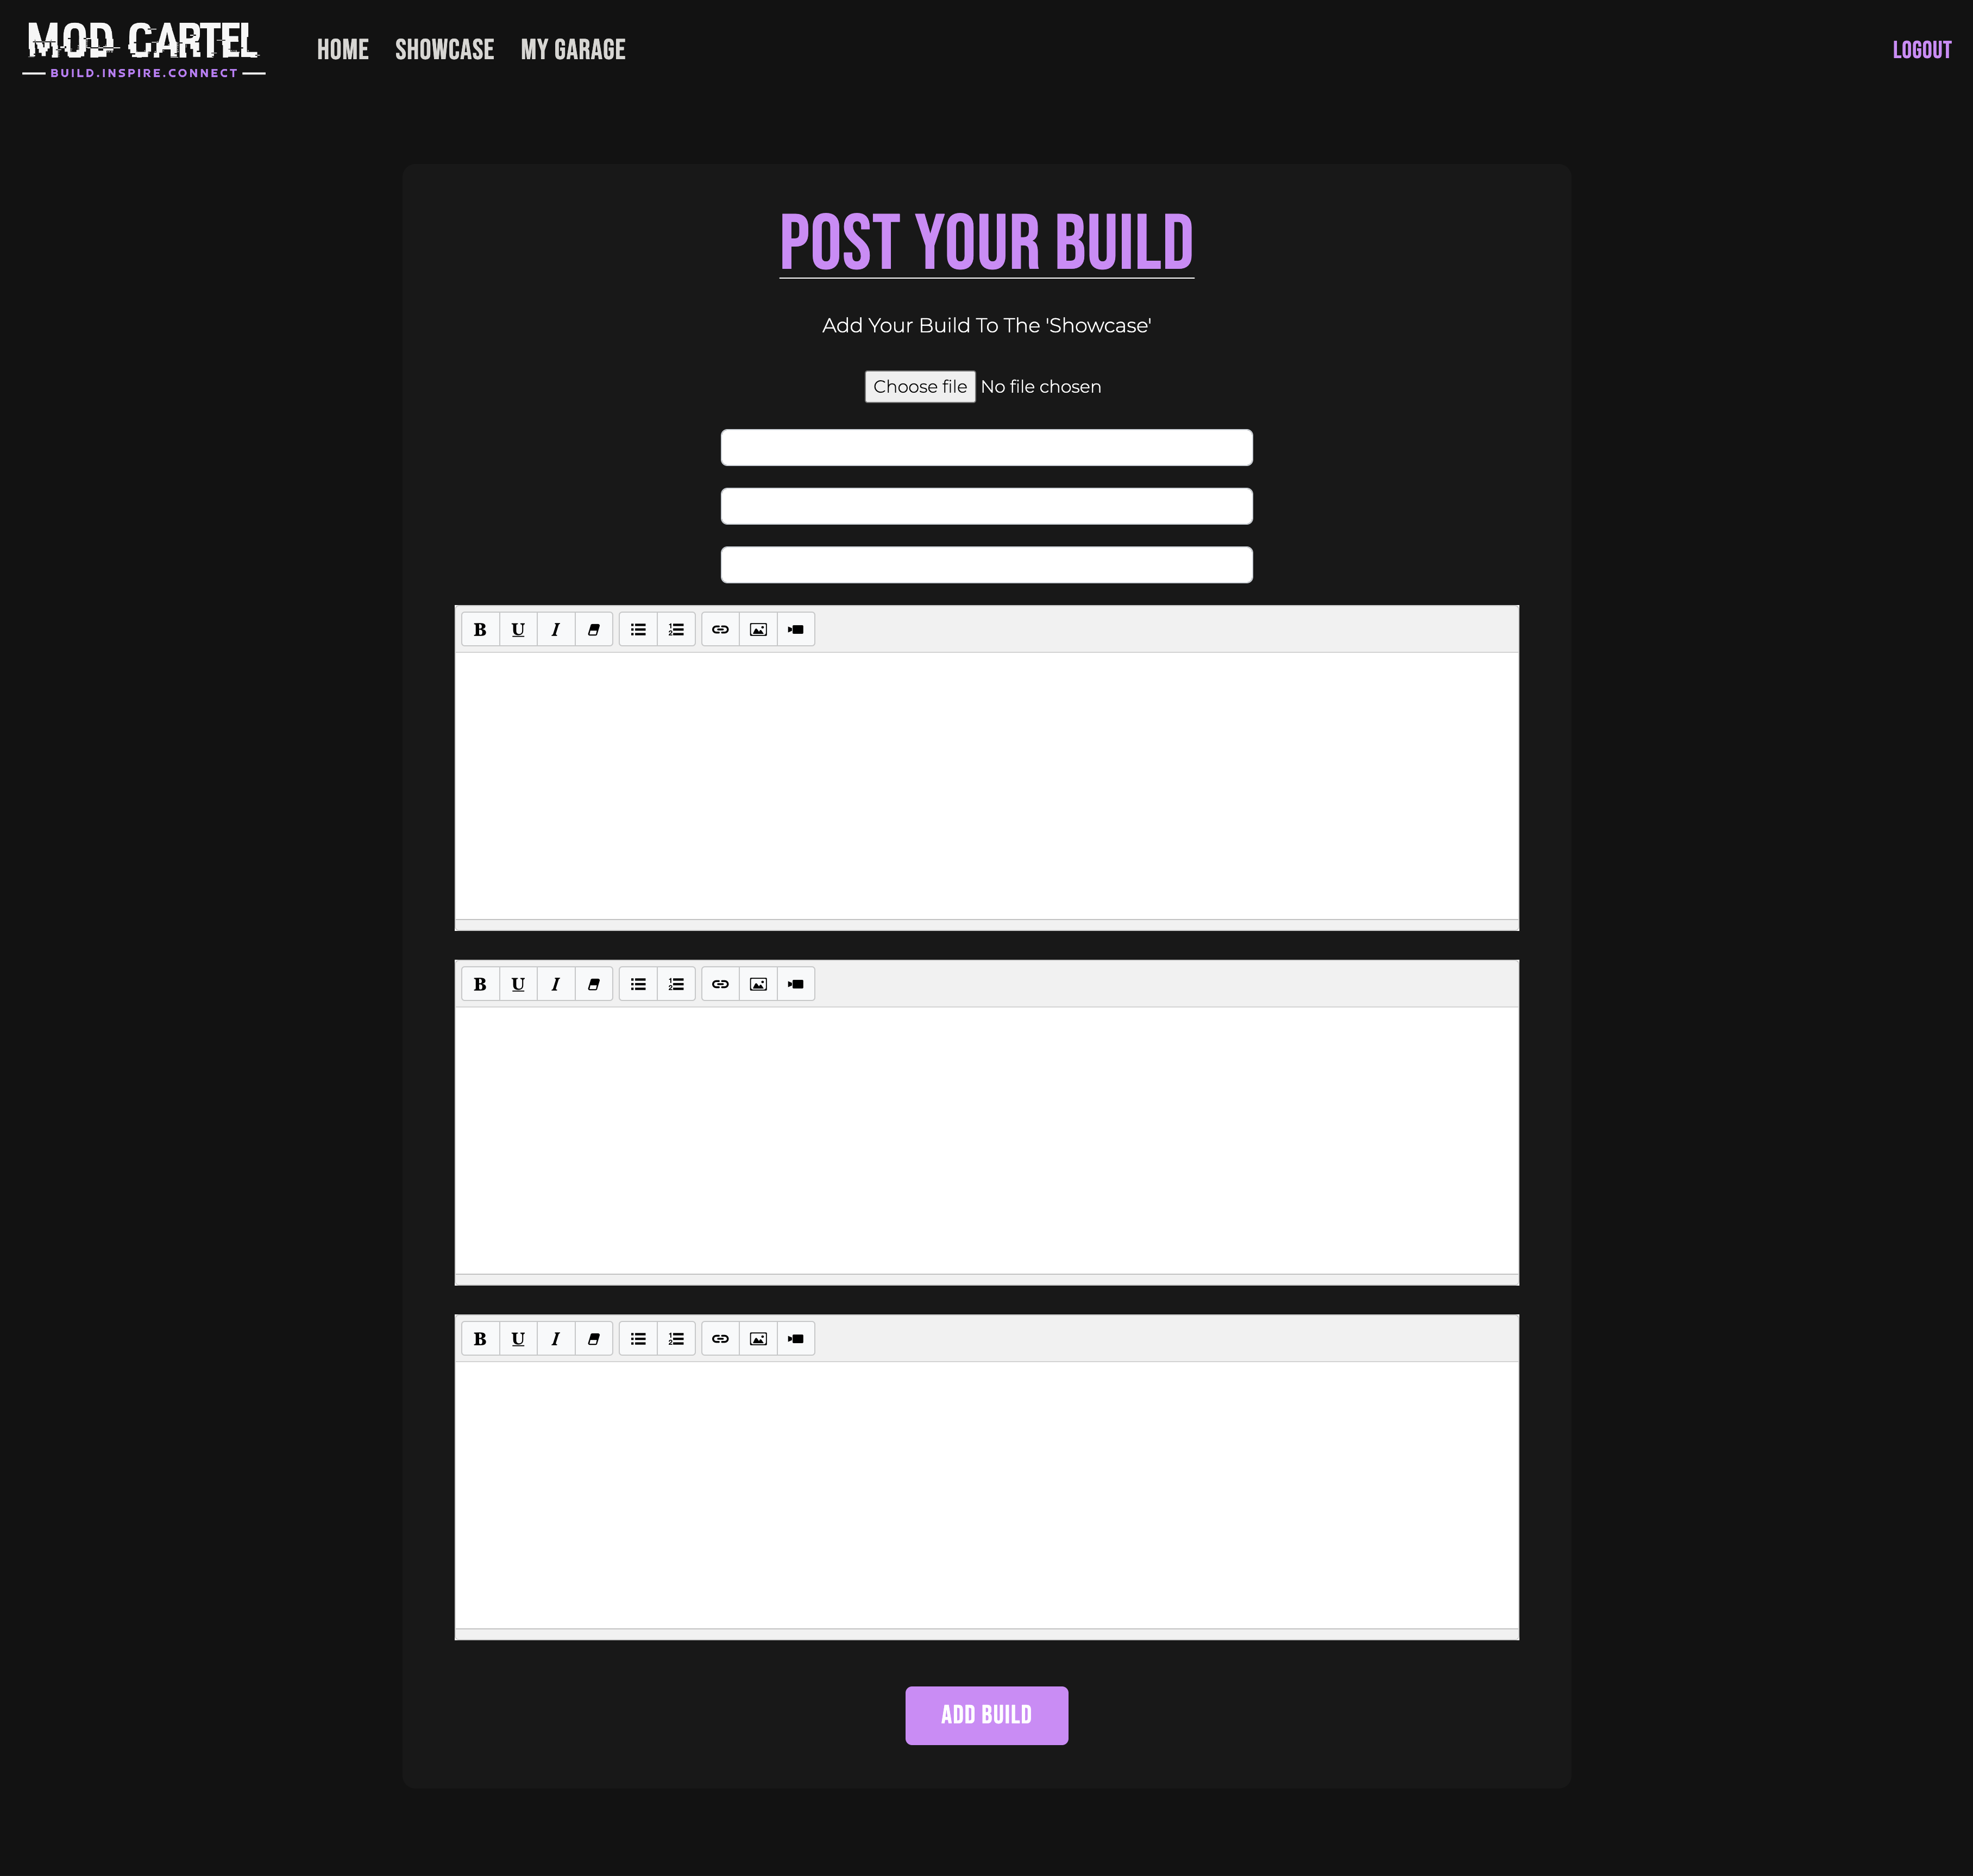 MOD CARTEL
BUILD.INSPIRE.CONNECT
HOME SHOWCASE MY GARAGE LOGOUT
POST YOUR BUILD
Add Your Build To The 'Showcase'
Choose file No file chosen
B U I
B U I
B U I
ADD BUILD